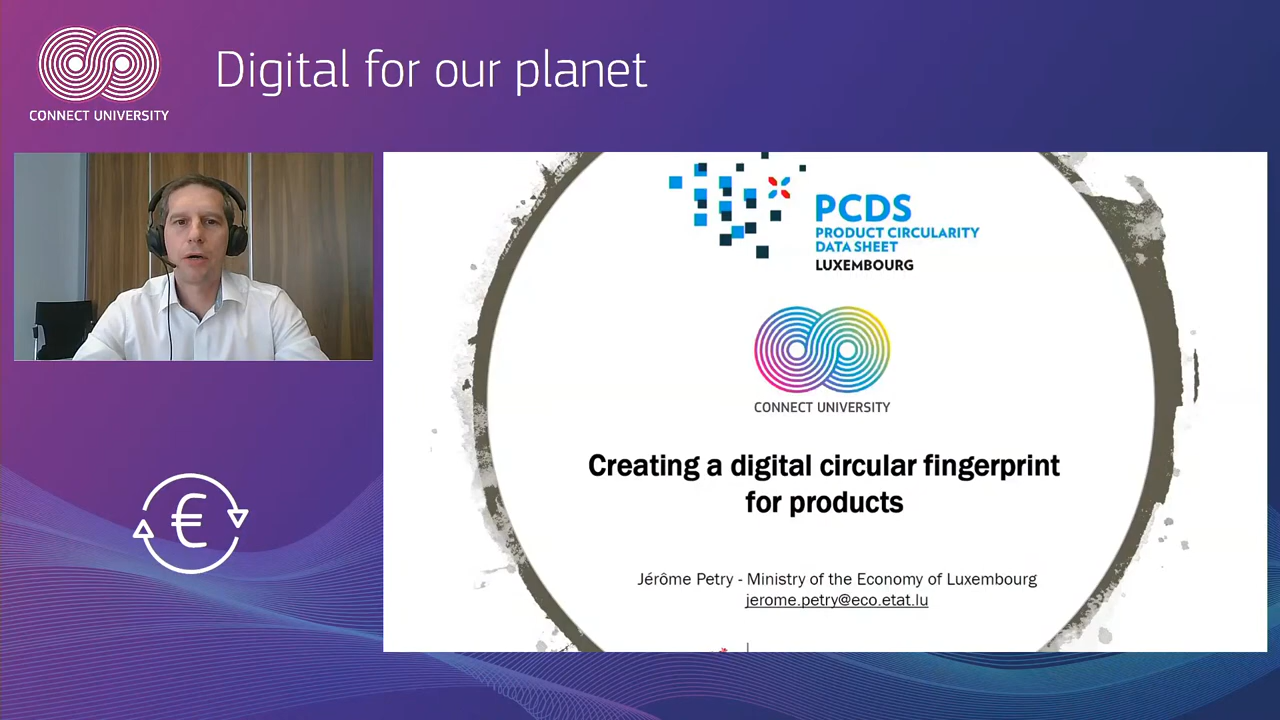 CONNECT UNIVERSITY
Digital for our planet
PCDS
PRODUCT CIRCULARITY
DATA SHEET
LUXEMBOURG
CONNECT UNIVERSITY
Creating a digital circular fingerprint
for products
Jérôme Petry - Ministry of the Economy of Luxembourg
jerome.petry@eco.etat.lu
€